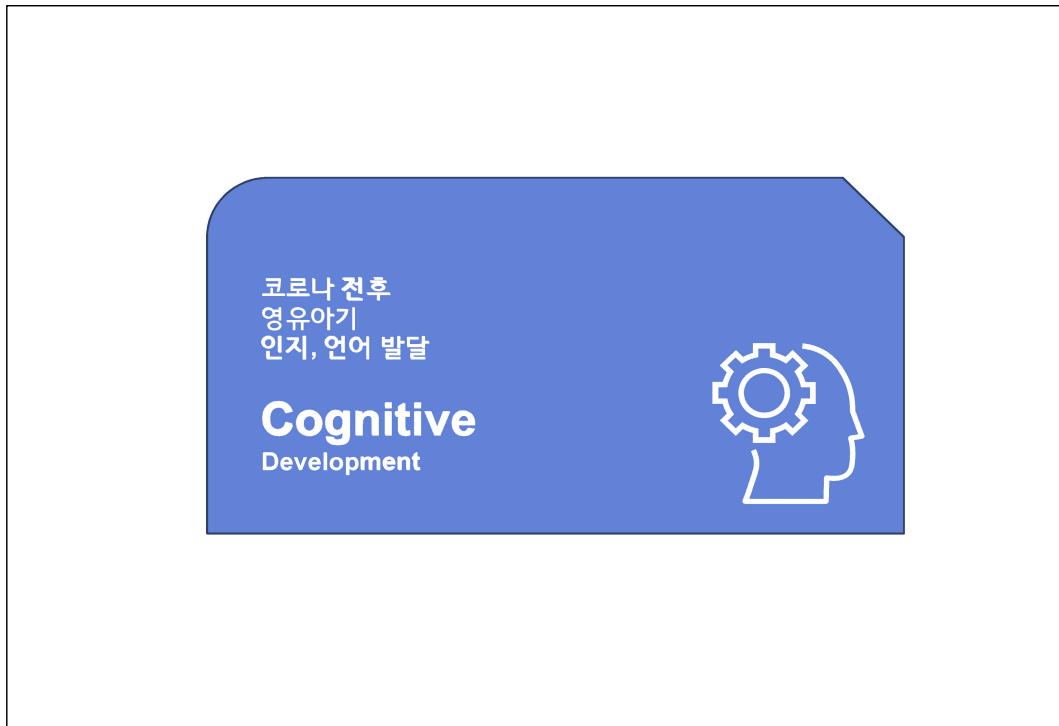 코로나 전후
영유아기
인지, 언어 발달
Cognitive
Development